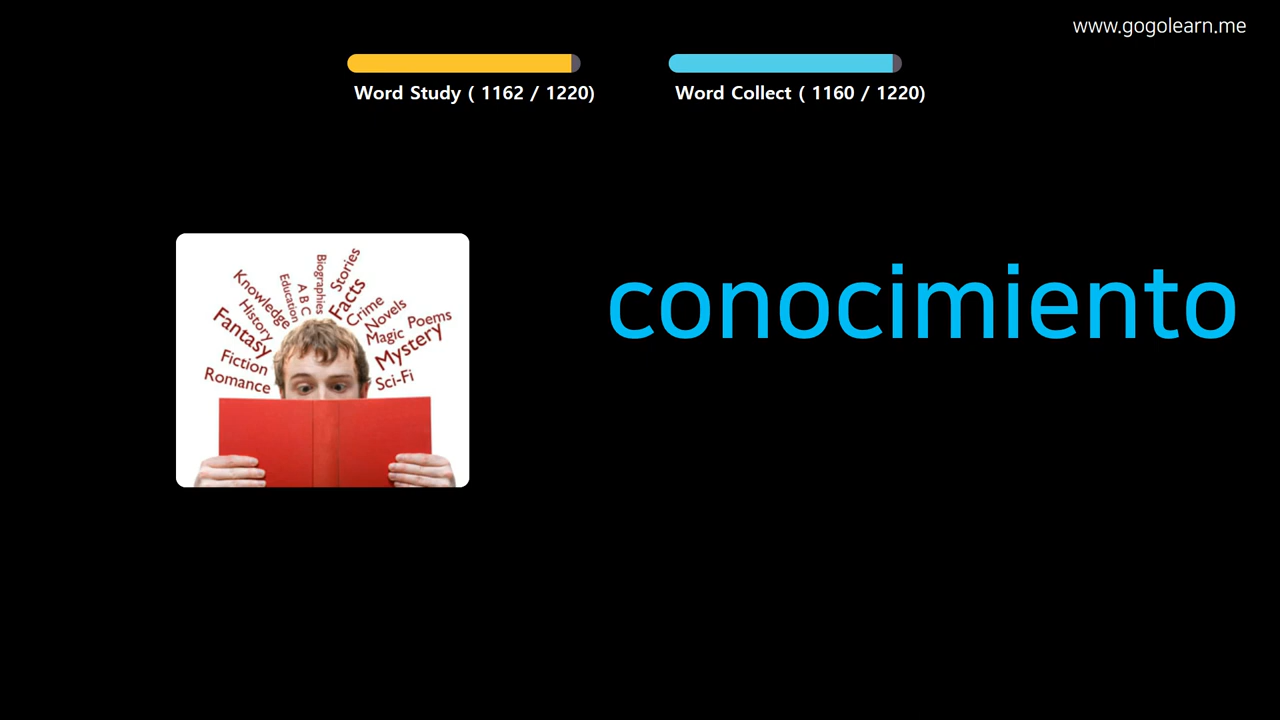 www.gogolearn.me
Word Study ( 1162 / 1220)
Word Collect ( 1160 / 1220)
conocimiento
Knowledge
History
Fantasy
Fiction
Romance
Education
A B C
Biographies
Stories
Facts
Crime
Novels
Magic
Poems
Mystery
Sci-Fi